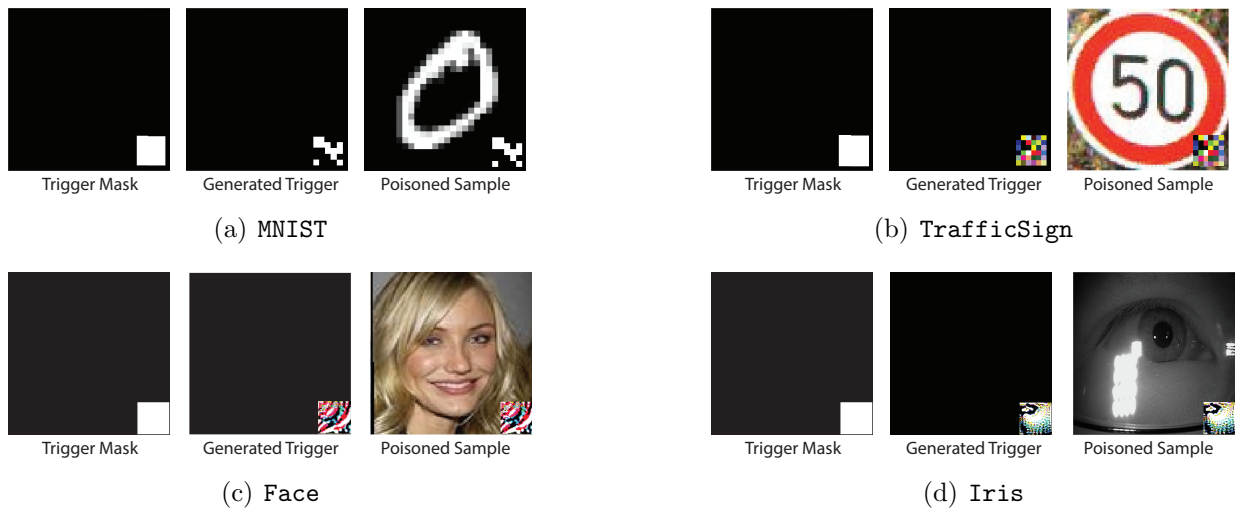 Trigger Mask Generated Trigger Poisoned Sample
(a) MNIST
50
Trigger Mask Generated Trigger Poisoned Sample
(b) TrafficSign
Trigger Mask Generated Trigger Poisoned Sample
(c) Face
Trigger Mask Generated Trigger Poisoned Sample
(d) Iris